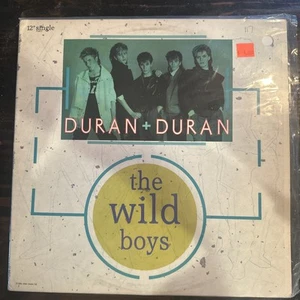 12" single
DURAN + DURAN
the
wild
boys